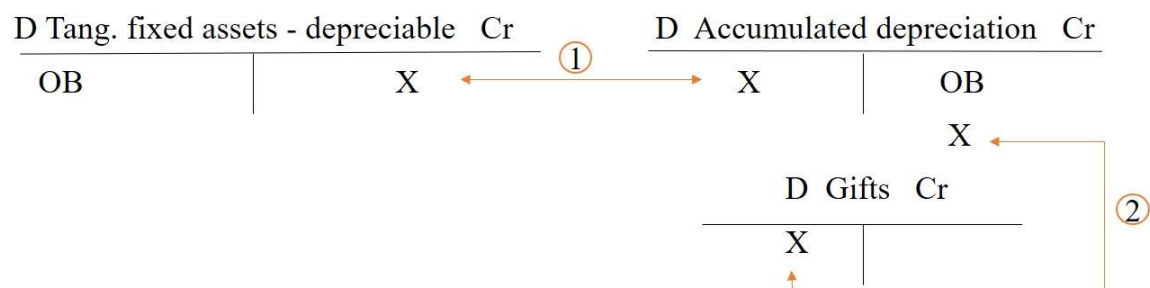 D Tang. fixed assets - depreciable Cr
D Accumulated depreciation Cr
1
OB X X OB
X
D Gifts Cr
2
X